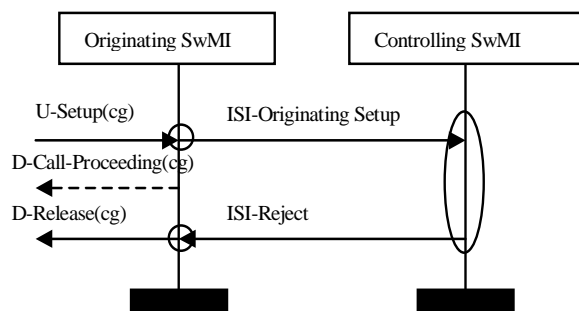 Originating SwMI
Controlling SwMI
U-Setup(cg)
ISI-Originating Setup
D-Call-Proceeding(cg)
D-Release(cg)
ISI-Reject